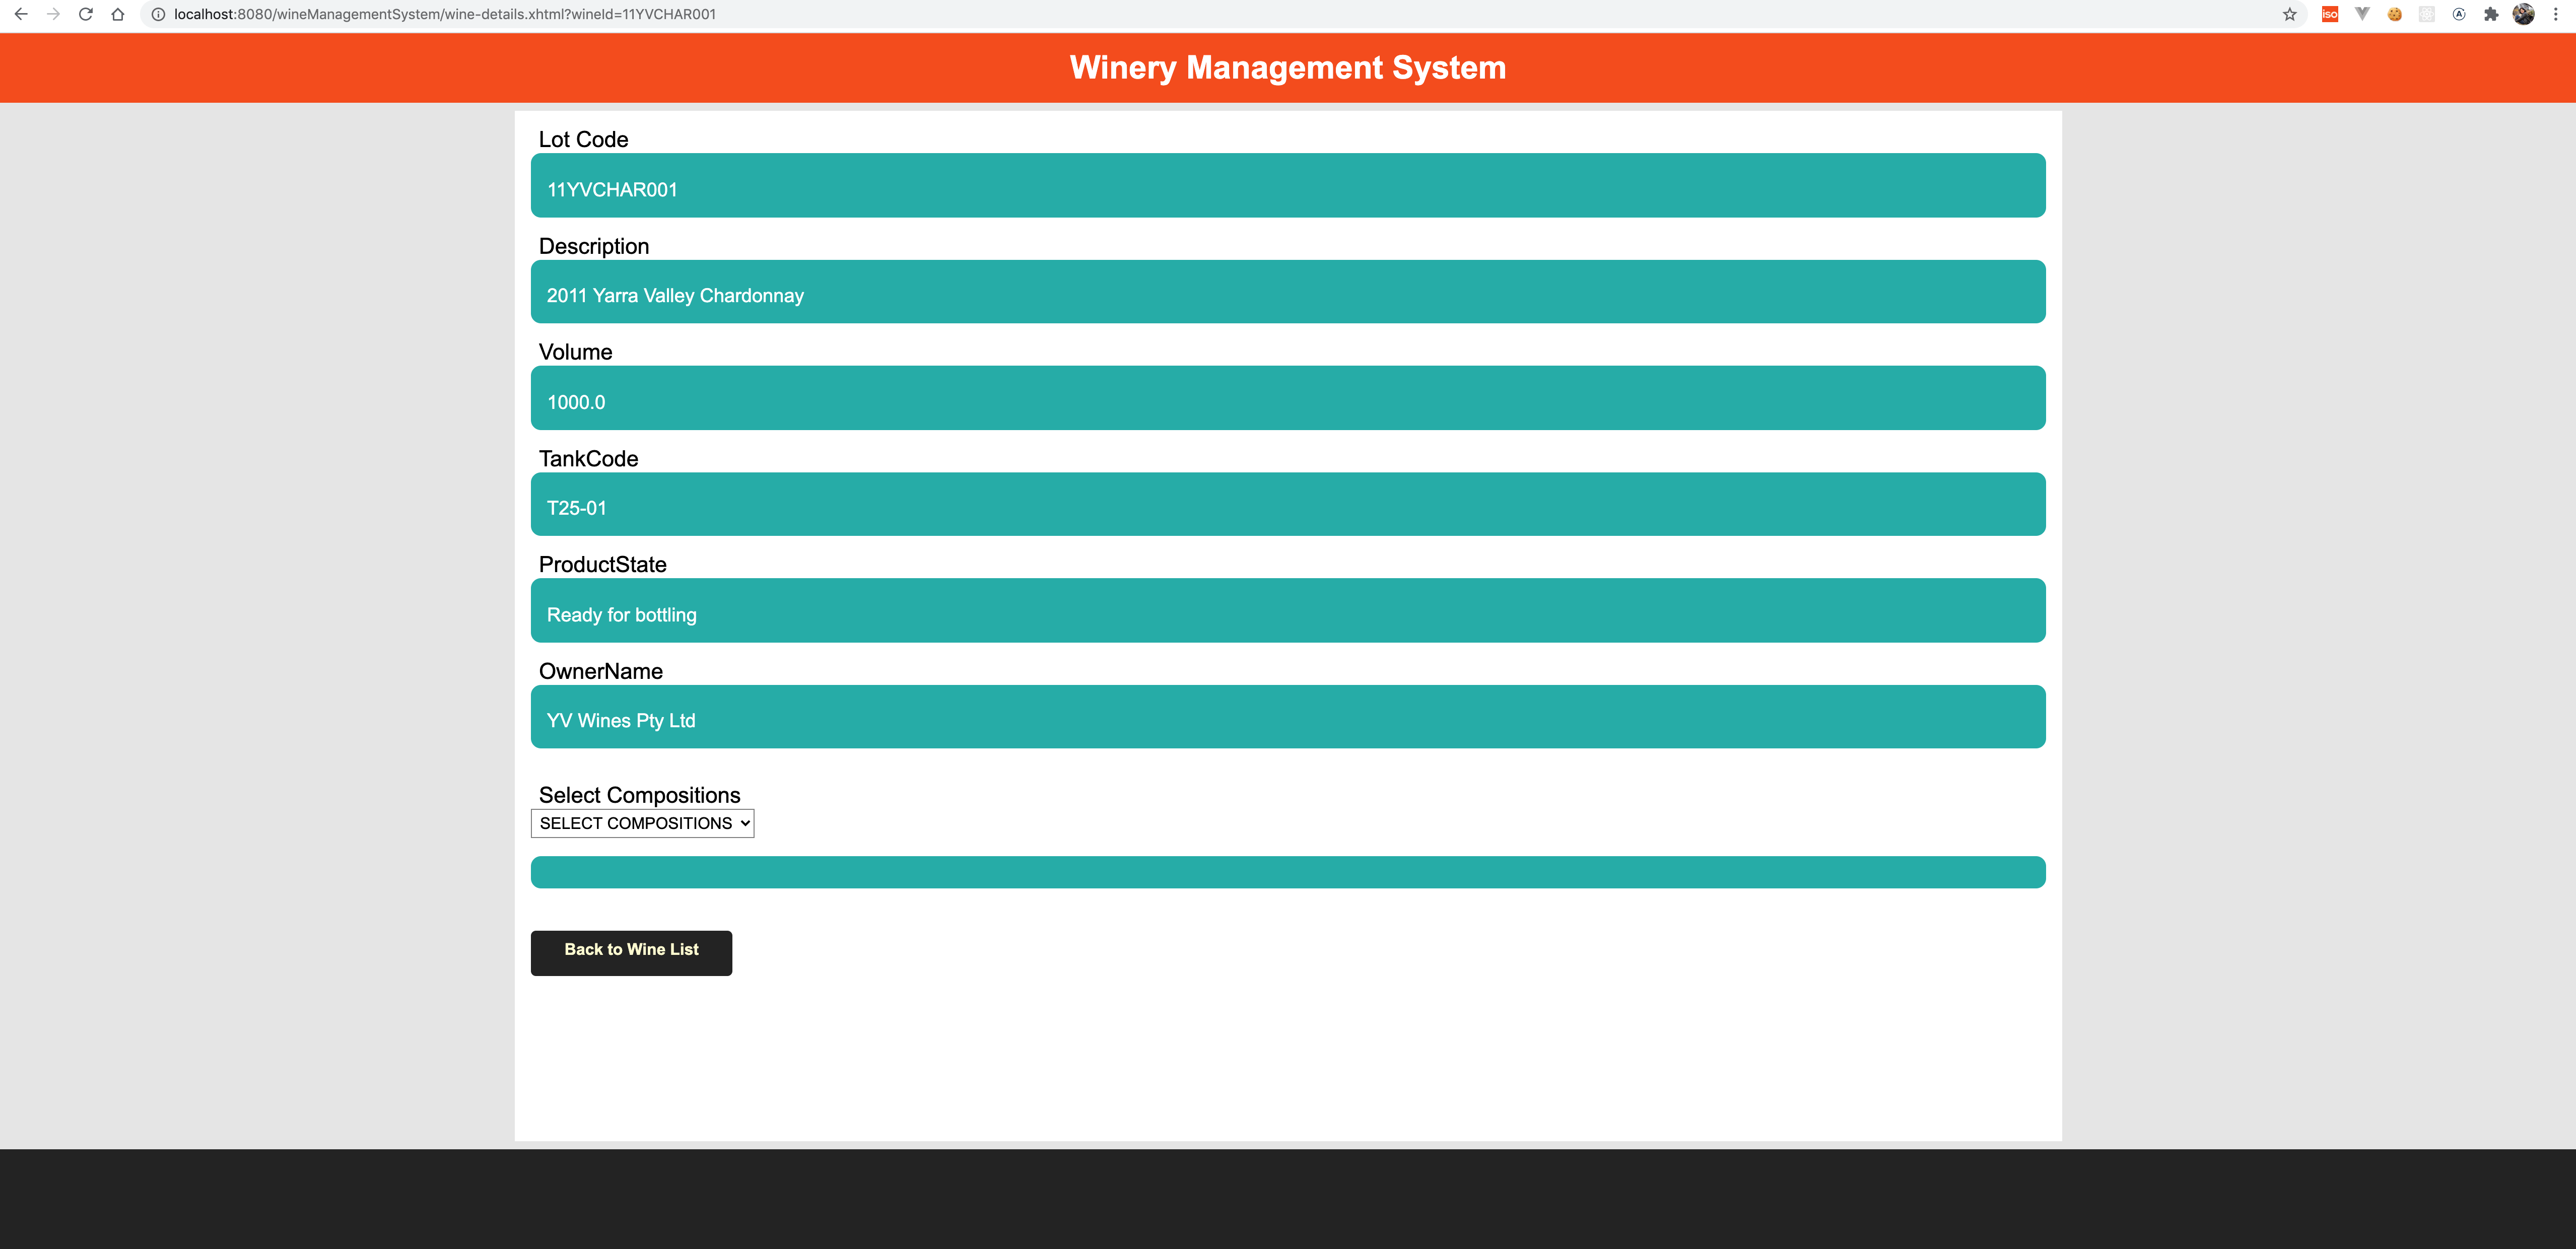 localhost:8080/wineManagementSystem/wine-details.xhtml?wineId=11YVCHAR001
iso
A
Winery Management System
Lot Code
11YVCHAR001
Description
2011 Yarra Valley Chardonnay
Volume
1000.0
TankCode
T25-01
ProductState
Ready for bottling
OwnerName
YV Wines Pty Ltd
Select Compositions
SELECT COMPOSITIONS
Back to Wine List